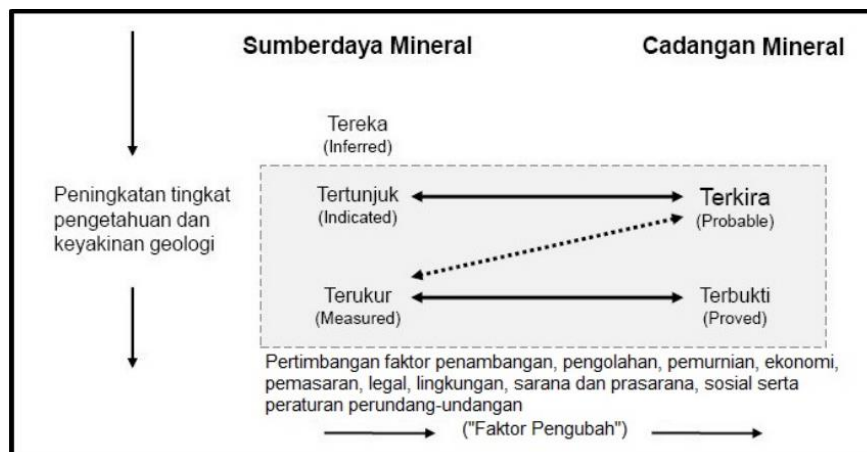 Sumberdaya Mineral
Cadangan Mineral
Tereka
(Inferred)
Peningkatan tingkat
pengetahuan dan
keyakinan geologi
Tertunjuk
(Indicated)
Terkira
(Probable)
Terukur
(Measured)
Terbukti
(Proved)
Pertimbangan faktor penambangan, pengolahan, pemurnian, ekonomi,
pemasaran, legal, lingkungan, sarana dan prasarana, sosial serta
peraturan perundang-undangan
("Faktor Pengubah")